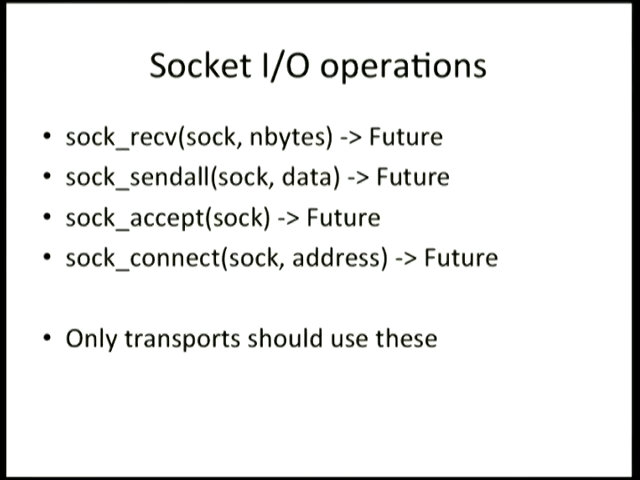 Socket I/O operations
• sock_recv(sock, nbytes) -> Future
• sock_sendall(sock, data) -> Future
• sock_accept(sock) -> Future
• sock_connect(sock, address) -> Future
• Only transports should use these